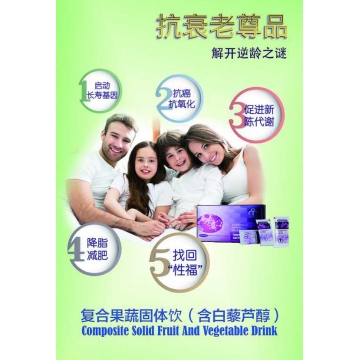 抗衰老尊品
解开逆龄之谜
1 启动
长寿基因
2 抗癌
抗氧化
3 促进新
陈代谢
4 降脂
减肥
5 找回
“性福”
复合果蔬固体饮（含白藜芦醇）
Composite Solid Fruit And Vegetable Drink